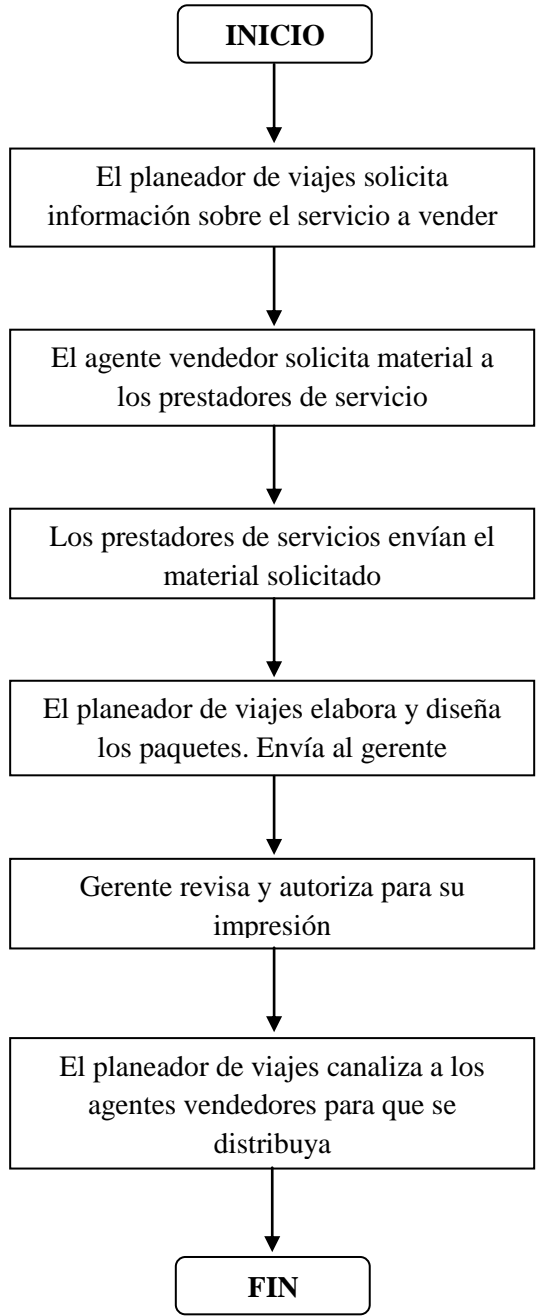 INICIO
El planeador de viajes solicita
información sobre el servicio a vender
El agente vendedor solicita material a
los prestadores de servicio
Los prestadores de servicios envían el
material solicitado
El planeador de viajes elabora y diseña
los paquetes. Envía al gerente
Gerente revisa y autoriza para su
impresión
El planeador de viajes canaliza a los
agentes vendedores para que se
distribuya
FIN